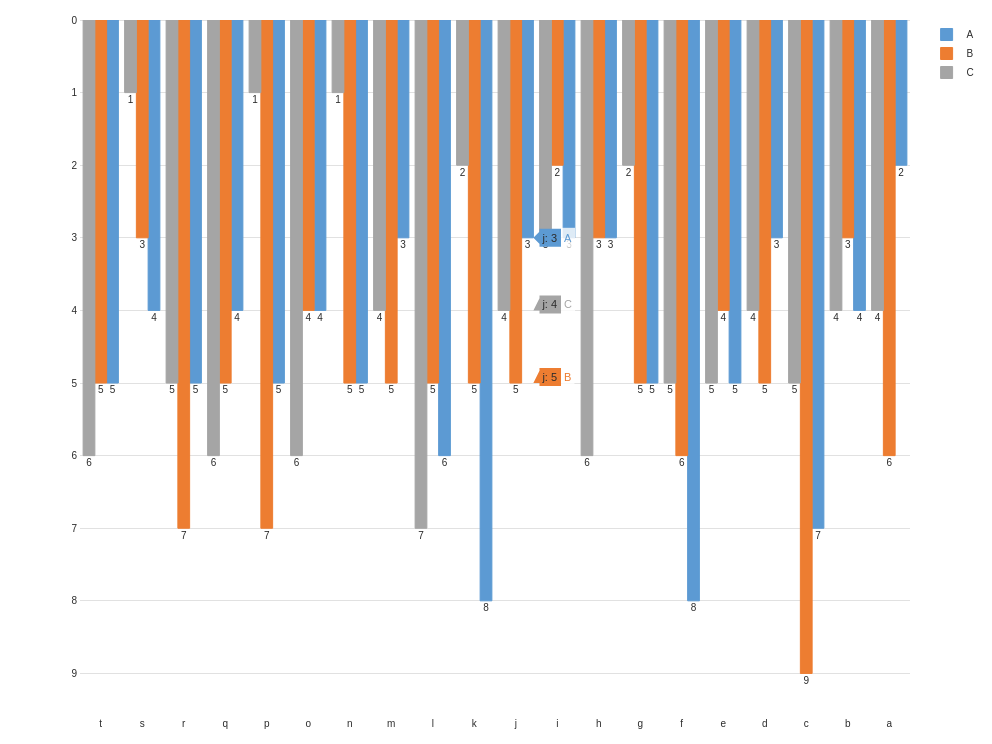 0
A
B
C
1
1 1 1
2
2 2 2 2
3
3 3 3 3 3 3 3 3
j: 3 A
4
4 4 4 4 4 4 4 4 4 4 4
j: 4 C
5
5 5 5 5 5 5 5 5 5 5 5 5 5 5 5 5 5 5 5
j: 5 B
6
6 6 6 6 6 6 6
7
7 7 7 7
8
8 8
9
9
t s r q p o n m l k j i h g f e d c b a